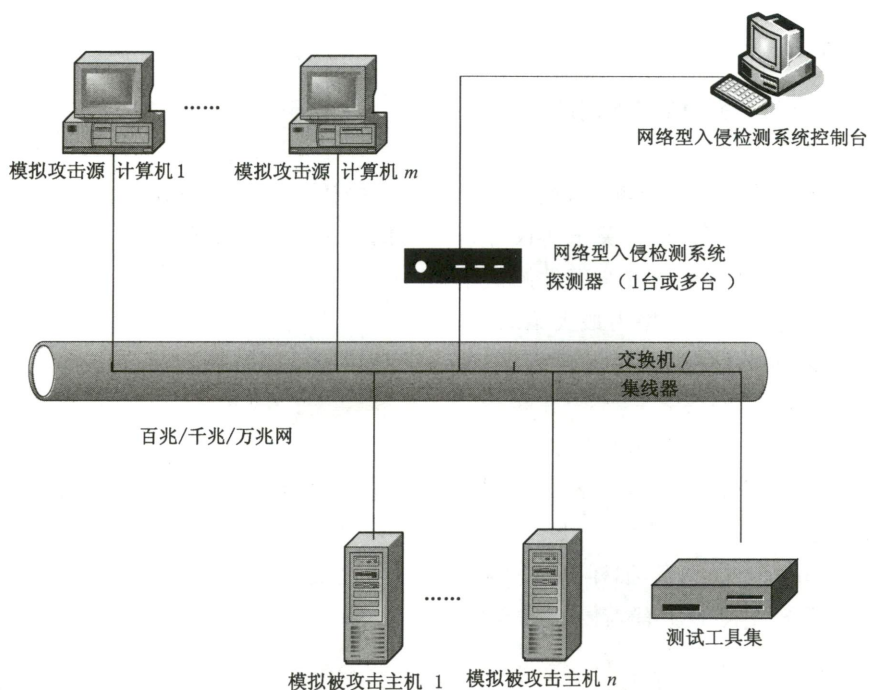 ······
网络型入侵检测系统控制台
模拟攻击源 计算机1
模拟攻击源 计算机 m
网络型入侵检测系统
探测器 （1台或多台 ）
交换机 /
集线器
百兆/千兆/万兆网
······
测试工具集
模拟被攻击主机 1
模拟被攻击主机 n